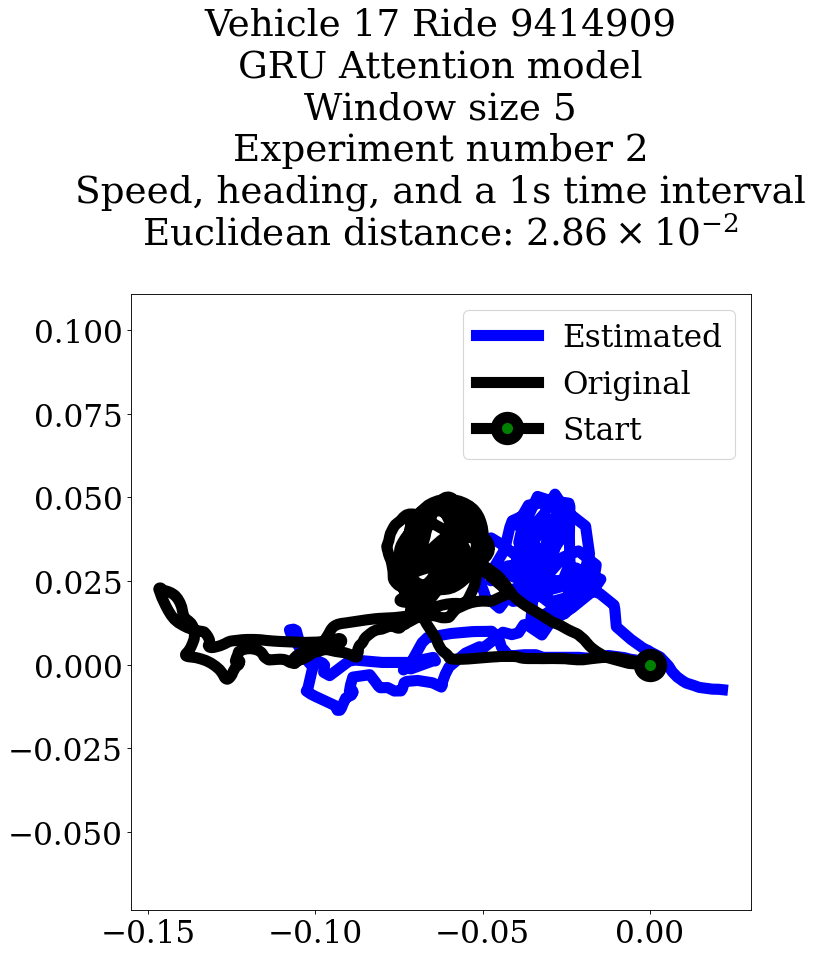 Vehicle 17 Ride 9414909
GRU Attention model
Window size 5
Experiment number 2
Speed, heading, and a 1s time interval
Euclidean distance: 2.86 × 10⁻²
Estimated
Original
Start
0.100
0.075
0.050
0.025
0.000
−0.025
−0.050
−0.15 −0.10 −0.05 0.00